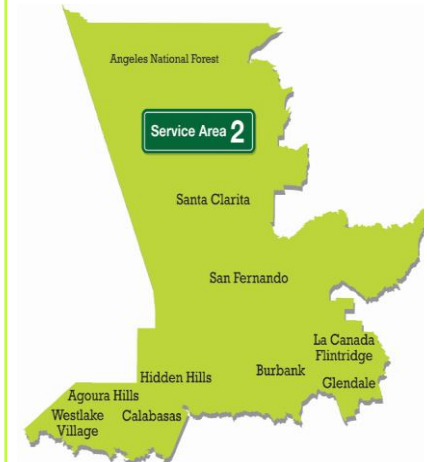 Angeles National Forest
Service Area 2
Santa Clarita
San Fernando
La Canada
Flintridge
Burbank
Glendale
Hidden Hills
Agoura Hills
Westlake
Village
Calabasas